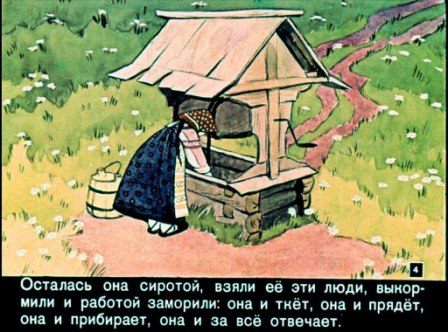 4
Осталась она сиротой, взяли её эти люди, выкор-
мили и работой заморили: она и ткёт, она и прядёт,
она и прибирает, она и за всё отвечает.